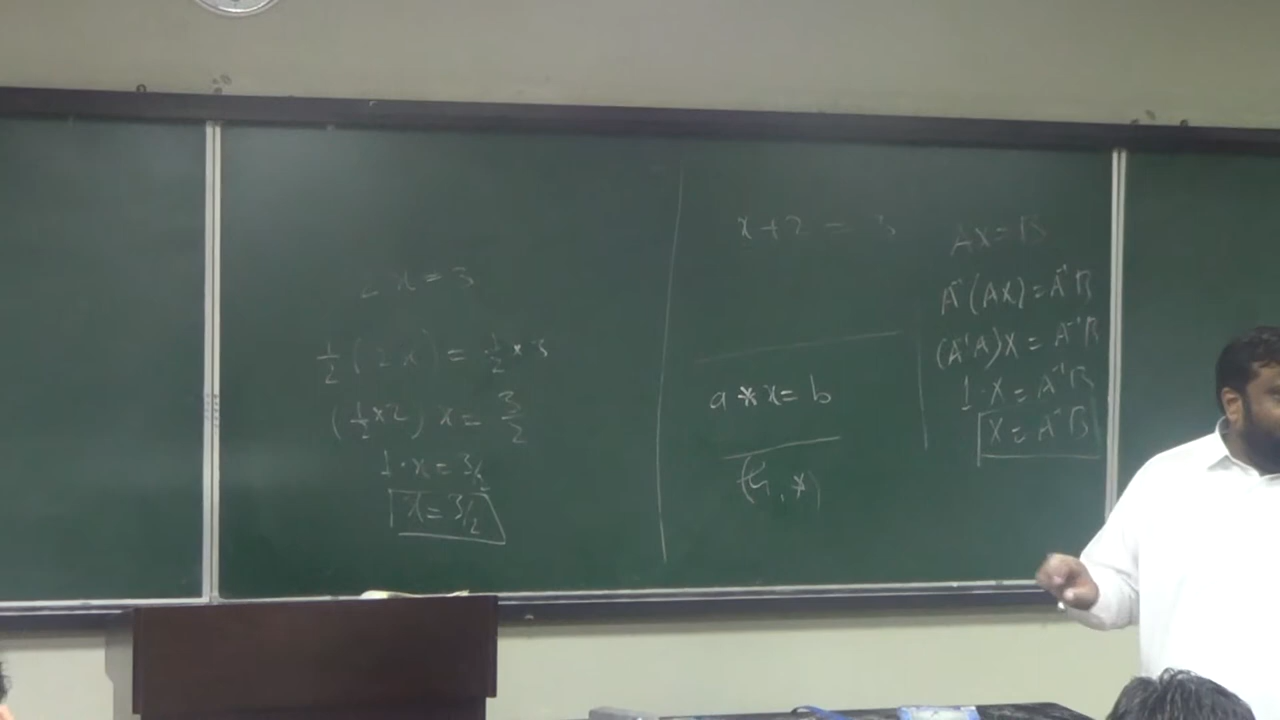 2x = 3
1/2 (2x) = 1/2 * 3
(1/2 * 2) x = 3/2
1 · x = 3/2
x = 3/2
x + 2 = 3
a * x = b
(G, *)
AX = B
A⁻¹(AX) = A⁻¹B
(A⁻¹A)X = A⁻¹B
1 · X = A⁻¹B
X = A⁻¹B